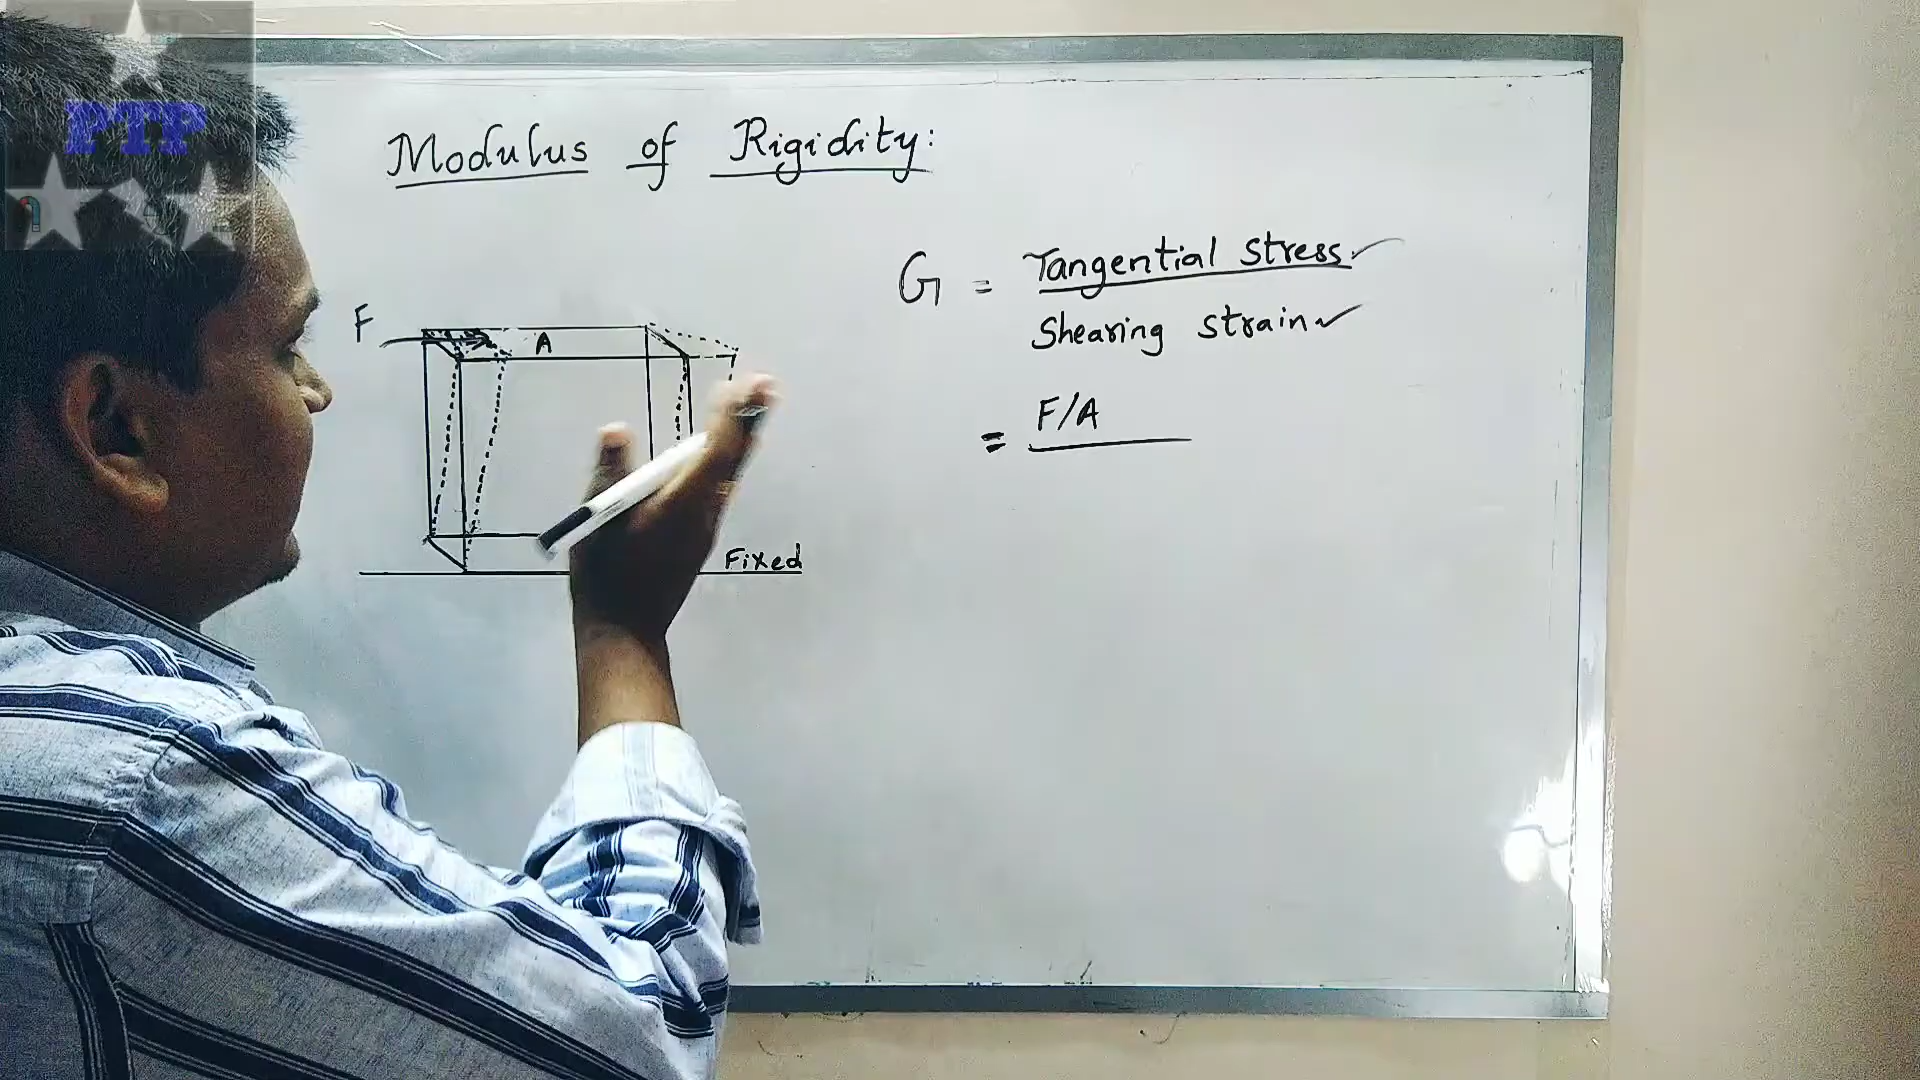 PTP
Modulus of Rigidity:
G = Tangential Stress
Shearing strain
F
A
= F/A
Fixed